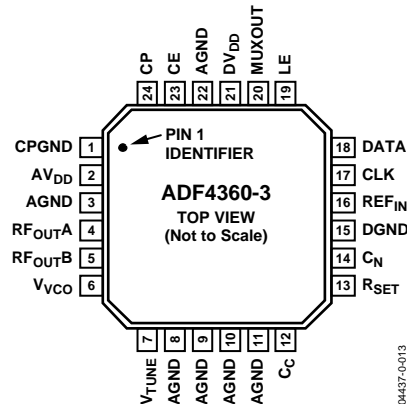 CP
CE
AGND
DVDD
MUXOUT
LE
24
23
22
21
20
19
PIN 1
IDENTIFIER
CPGND 1
AVDD 2
AGND 3
RFOUTA 4
RFOUTB 5
VVCO 6
ADF4360-3
TOP VIEW
(Not to Scale)
18 DATA
17 CLK
16 REFIN
15 DGND
14 CN
13 RSET
7
8
9
10
11
12
VTUNE
AGND
AGND
AGND
AGND
CC
04437-0-013